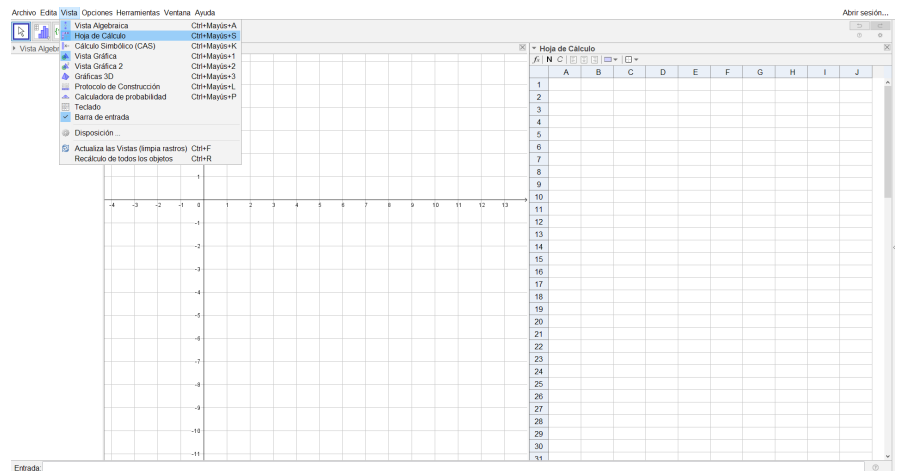 Archivo Edita Vista Opciones Herramientas Ventana Ayuda
Abrir sesión...
Vista Algebraica Ctrl+Mayús+A
Hoja de Cálculo Ctrl+Mayús+S
Cálculo Simbólico (CAS) Ctrl+Mayús+K
Vista Gráfica Ctrl+Mayús+1
Vista Gráfica 2 Ctrl+Mayús+2
Gráficas 3D Ctrl+Mayús+3
Protocolo de Construcción Ctrl+Mayús+L
Calculadora de probabilidad Ctrl+Mayús+P
Teclado
Barra de entrada
Disposición ...
Actualiza las Vistas (limpia rastros) Ctrl+F
Recálculo de todos los objetos Ctrl+R
Vista Algeb
1
-4 -3 -2 -1 0 1 2 3 4 5 6 7 8 9 10 11 12 13
-1
-2
-3
-4
-5
-6
-7
-8
-9
-10
-11
Hoja de Cálculo
fx N C
A B C D E F G H I J
1
2
3
4
5
6
7
8
9
10
11
12
13
14
15
16
17
18
19
20
21
22
23
24
25
26
27
28
29
30
31
Entrada: